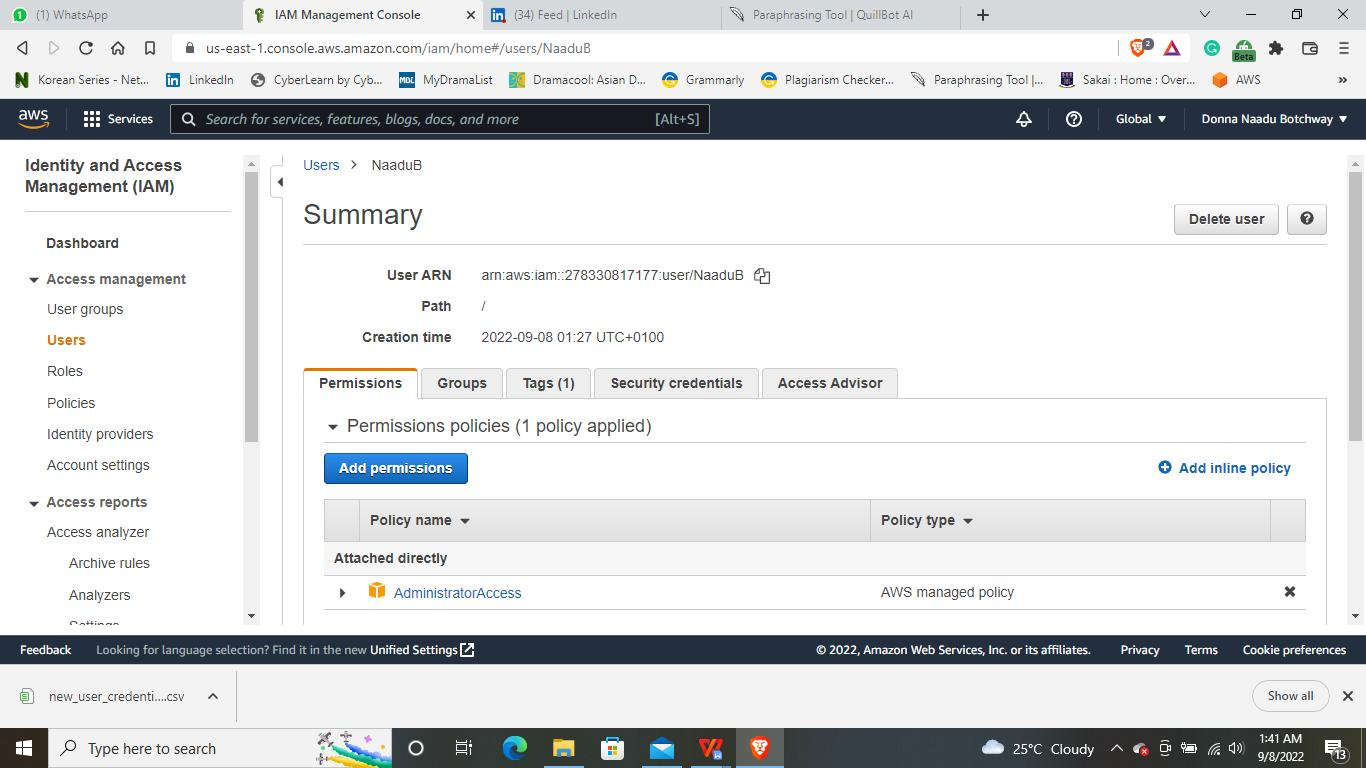 (1) WhatsApp
IAM Management Console
(34) Feed | LinkedIn
Paraphrasing Tool | QuillBot AI
us-east-1.console.aws.amazon.com/iam/home#/users/NaaduB
2
Beta
Korean Series - Net...
LinkedIn
CyberLearn by Cyb...
MDL MyDramaList
Dramacool: Asian D...
Grammarly
Plagiarism Checker...
Paraphrasing Tool |...
Sakai : Home : Over...
AWS
»
aws
Services
Search for services, features, blogs, docs, and more [Alt+S]
Global
Donna Naadu Botchway
Identity and Access
Management (IAM)
Dashboard
Access management
User groups
Users
Roles
Policies
Identity providers
Account settings
Access reports
Access analyzer
Archive rules
Analyzers
Settings
Users > NaaduB
Summary
Delete user
User ARN arn:aws:iam::278330817177:user/NaaduB
Path /
Creation time 2022-09-08 01:27 UTC+0100
Permissions
Groups
Tags (1)
Security credentials
Access Advisor
Permissions policies (1 policy applied)
Add permissions
Add inline policy
Policy name
Policy type
Attached directly
AdministratorAccess
AWS managed policy
Feedback
Looking for language selection? Find it in the new Unified Settings
© 2022, Amazon Web Services, Inc. or its affiliates.
Privacy
Terms
Cookie preferences
new_user_credenti....csv
Show all
Type here to search
25°C Cloudy
1:41 AM
9/8/2022
13